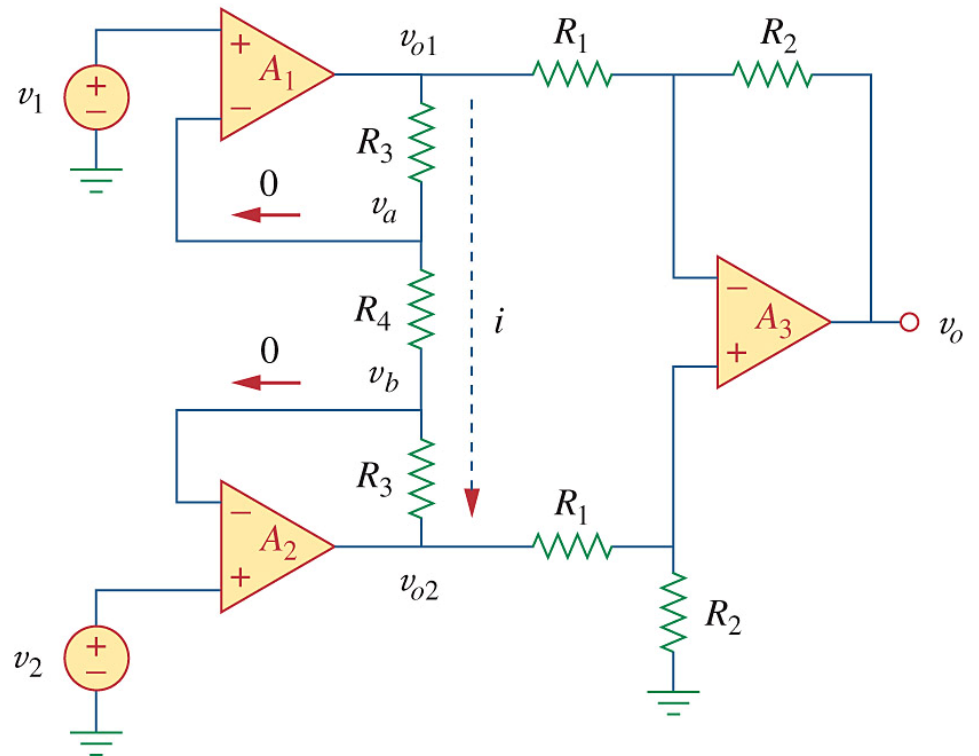 v_{o1} R_1 R_2
+ A_1 −
v_1 + −
R_3
0
v_a
R_4 i
− A_3 + v_o
0
v_b
R_3
R_1
− A_2 +
v_{o2}
R_2
v_2 + −